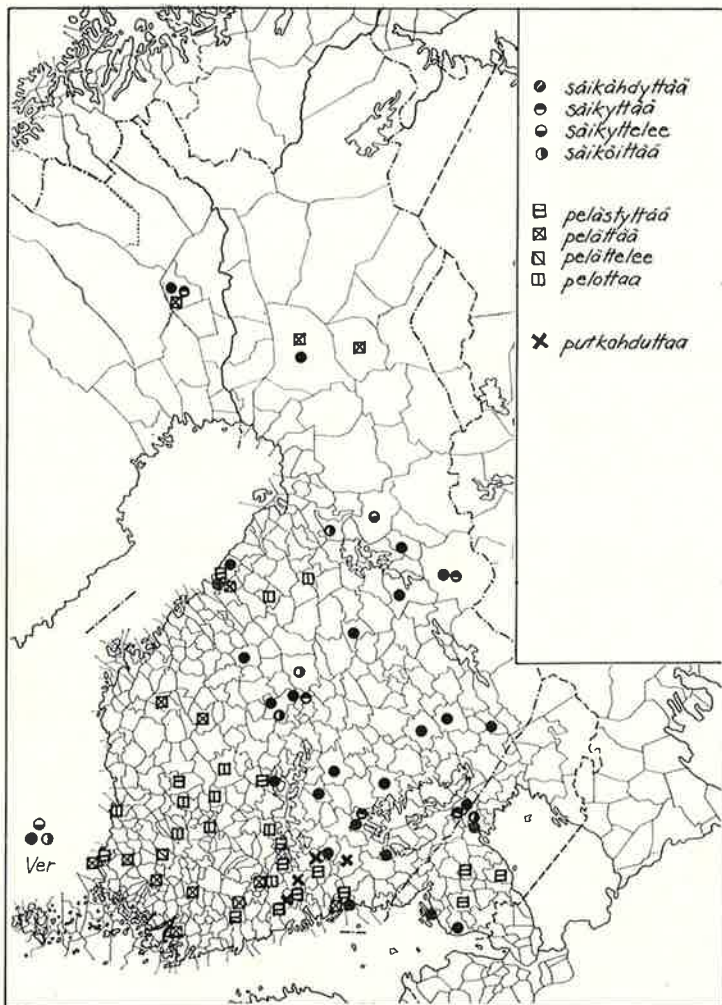 säikähdyttää
säikyttää
säikyttelee
säiköittää
pelästyttää
pelättää
pelättelee
pelottaa
putkahduttaa
Ver